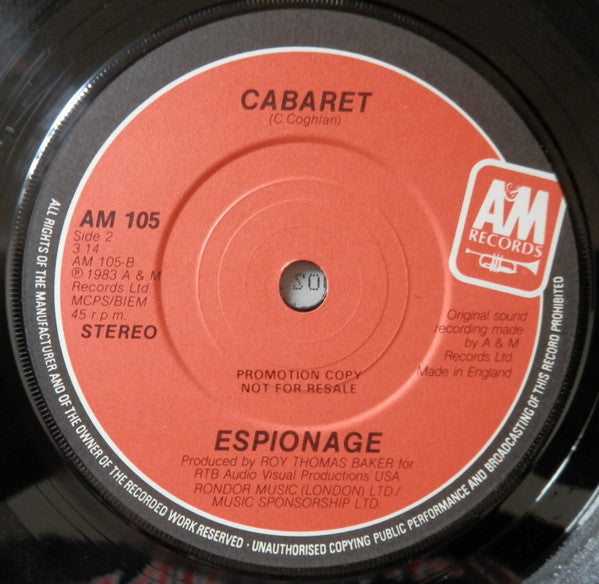 CABARET
(C Coghlan)
A&M
RECORDS
AM 105
Side 2
3.14
AM 105-B
℗ 1983 A & M
Records Ltd.
MCPS/BIEM
45 r.p.m.
STEREO
Original sound
recording made
by A & M
Records Ltd.
Made in England
PROMOTION COPY
NOT FOR RESALE
ESPIONAGE
Produced by ROY THOMAS BAKER for
RTB Audio Visual Productions USA
RONDOR MUSIC (LONDON) LTD./
MUSIC SPONSORSHIP LTD.
ALL RIGHTS OF THE MANUFACTURER AND OF THE OWNER OF THE RECORDED WORK RESERVED · UNAUTHORISED COPYING PUBLIC PERFORMANCE AND BROADCASTING OF THIS RECORD PROHIBITED